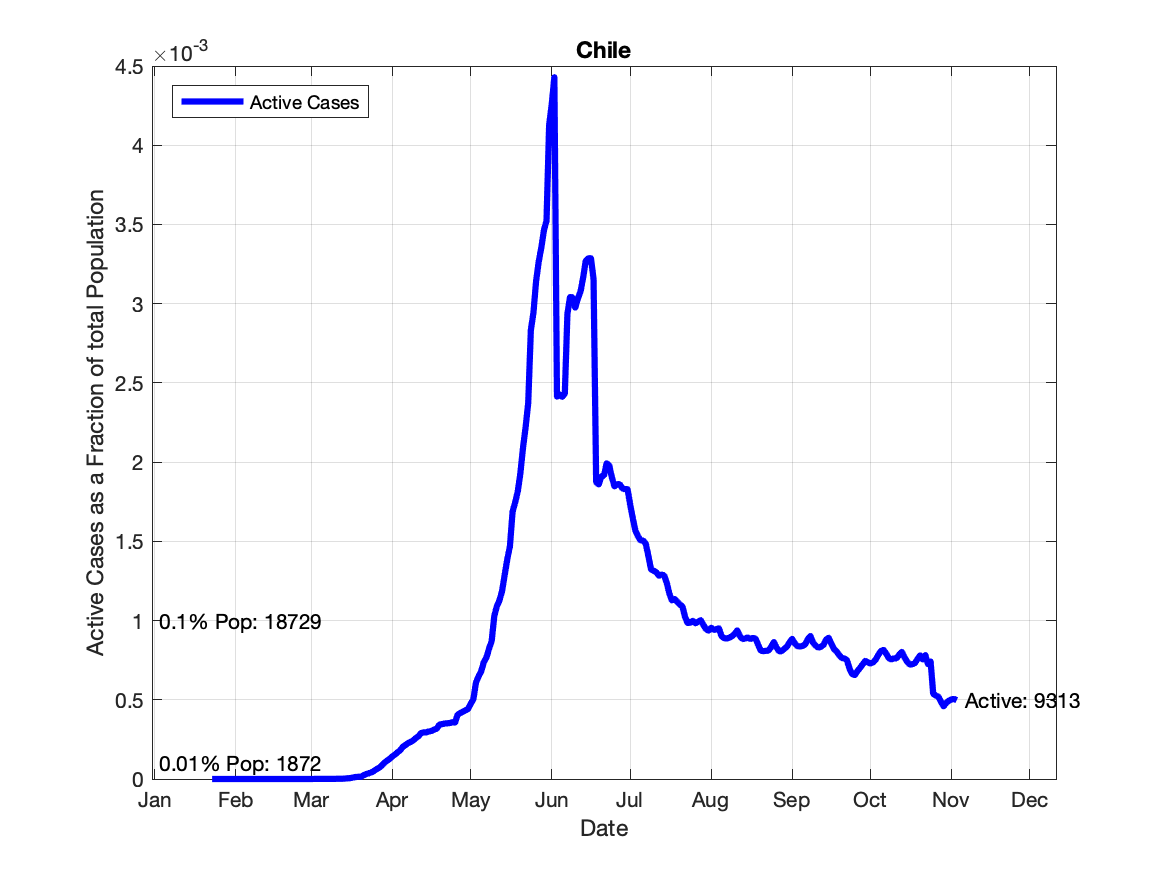 Chile
×10⁻³
4.5
Active Cases
4
3.5
3
2.5
2
1.5
1
0.1% Pop: 18729
0.5
Active: 9313
0.01% Pop: 1872
0
Active Cases as a Fraction of total Population
Jan Feb Mar Apr May Jun Jul Aug Sep Oct Nov Dec
Date